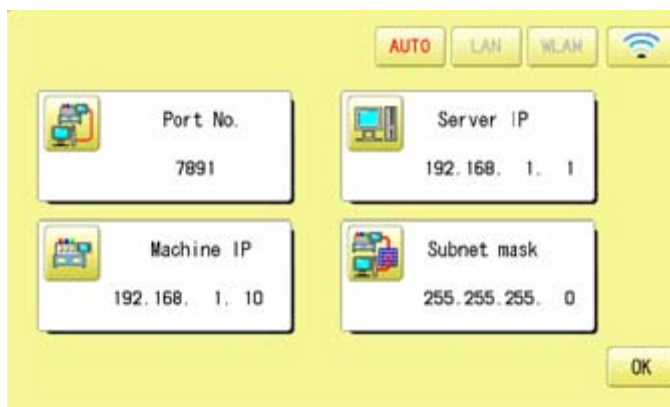 AUTO LAN WLAN
Port No.
7891
Server IP
192.168. 1. 1
Machine IP
192.168. 1. 10
Subnet mask
255.255.255. 0
OK